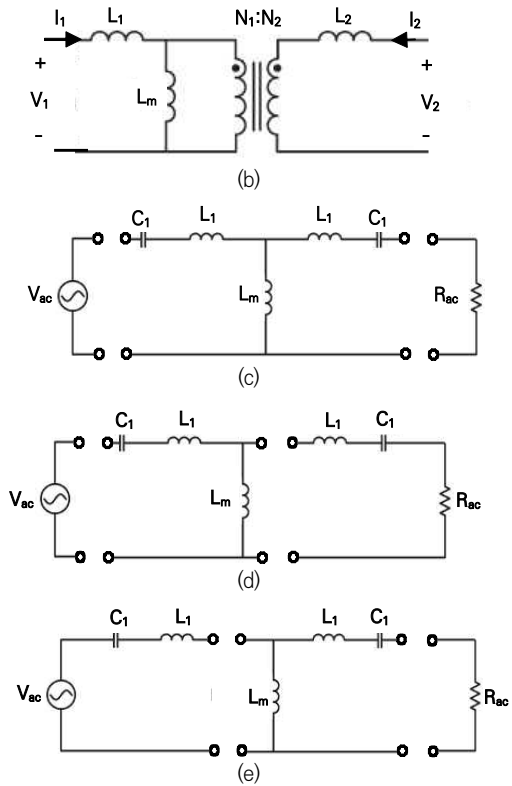 I₁ L₁ N₁:N₂ L₂ I₂
+ +
V₁ Lₘ V₂
- -
(b)
C₁ L₁ L₁ C₁
Vₐc Lₘ Rₐc
(c)
C₁ L₁ L₁ C₁
Vₐc Lₘ Rₐc
(d)
C₁ L₁ L₁ C₁
Vₐc Lₘ Rₐc
(e)